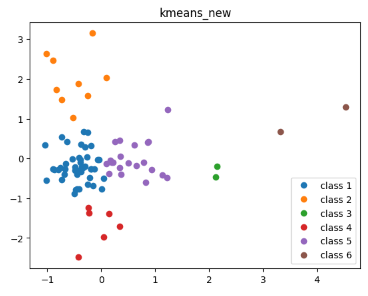 kmeans_new
3
2
1
0
−1
−2
−1
0
1
2
3
4
class 1
class 2
class 3
class 4
class 5
class 6